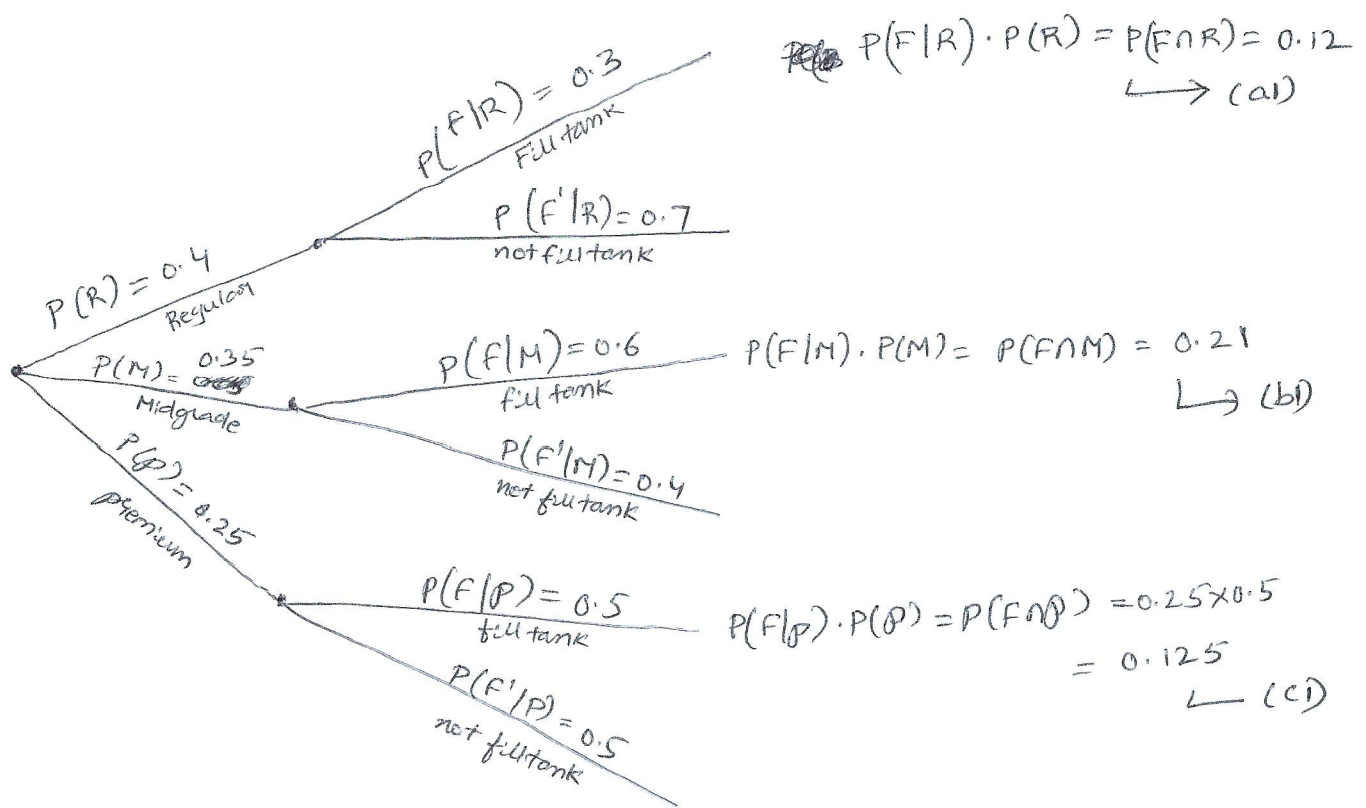 P(F|R) · P(R) = P(F∩R) = 0.12
↳ (a1)
P(F|R) = 0.3
Fill tank
P(F'|R) = 0.7
not fill tank
P(R) = 0.4
Regular
P(F|M) = 0.6
fill tank
P(F|M). P(M) = P(F∩M) = 0.21
↳ (b1)
P(M) = 0.35
Midgrade
P(F'|M) = 0.4
not fill tank
P(P) = 0.25
premium
P(F|P) = 0.5
fill tank
P(F|P). P(P) = P(F∩P) = 0.25×0.5
= 0.125
(c1)
P(F'/P) = 0.5
not fill tank